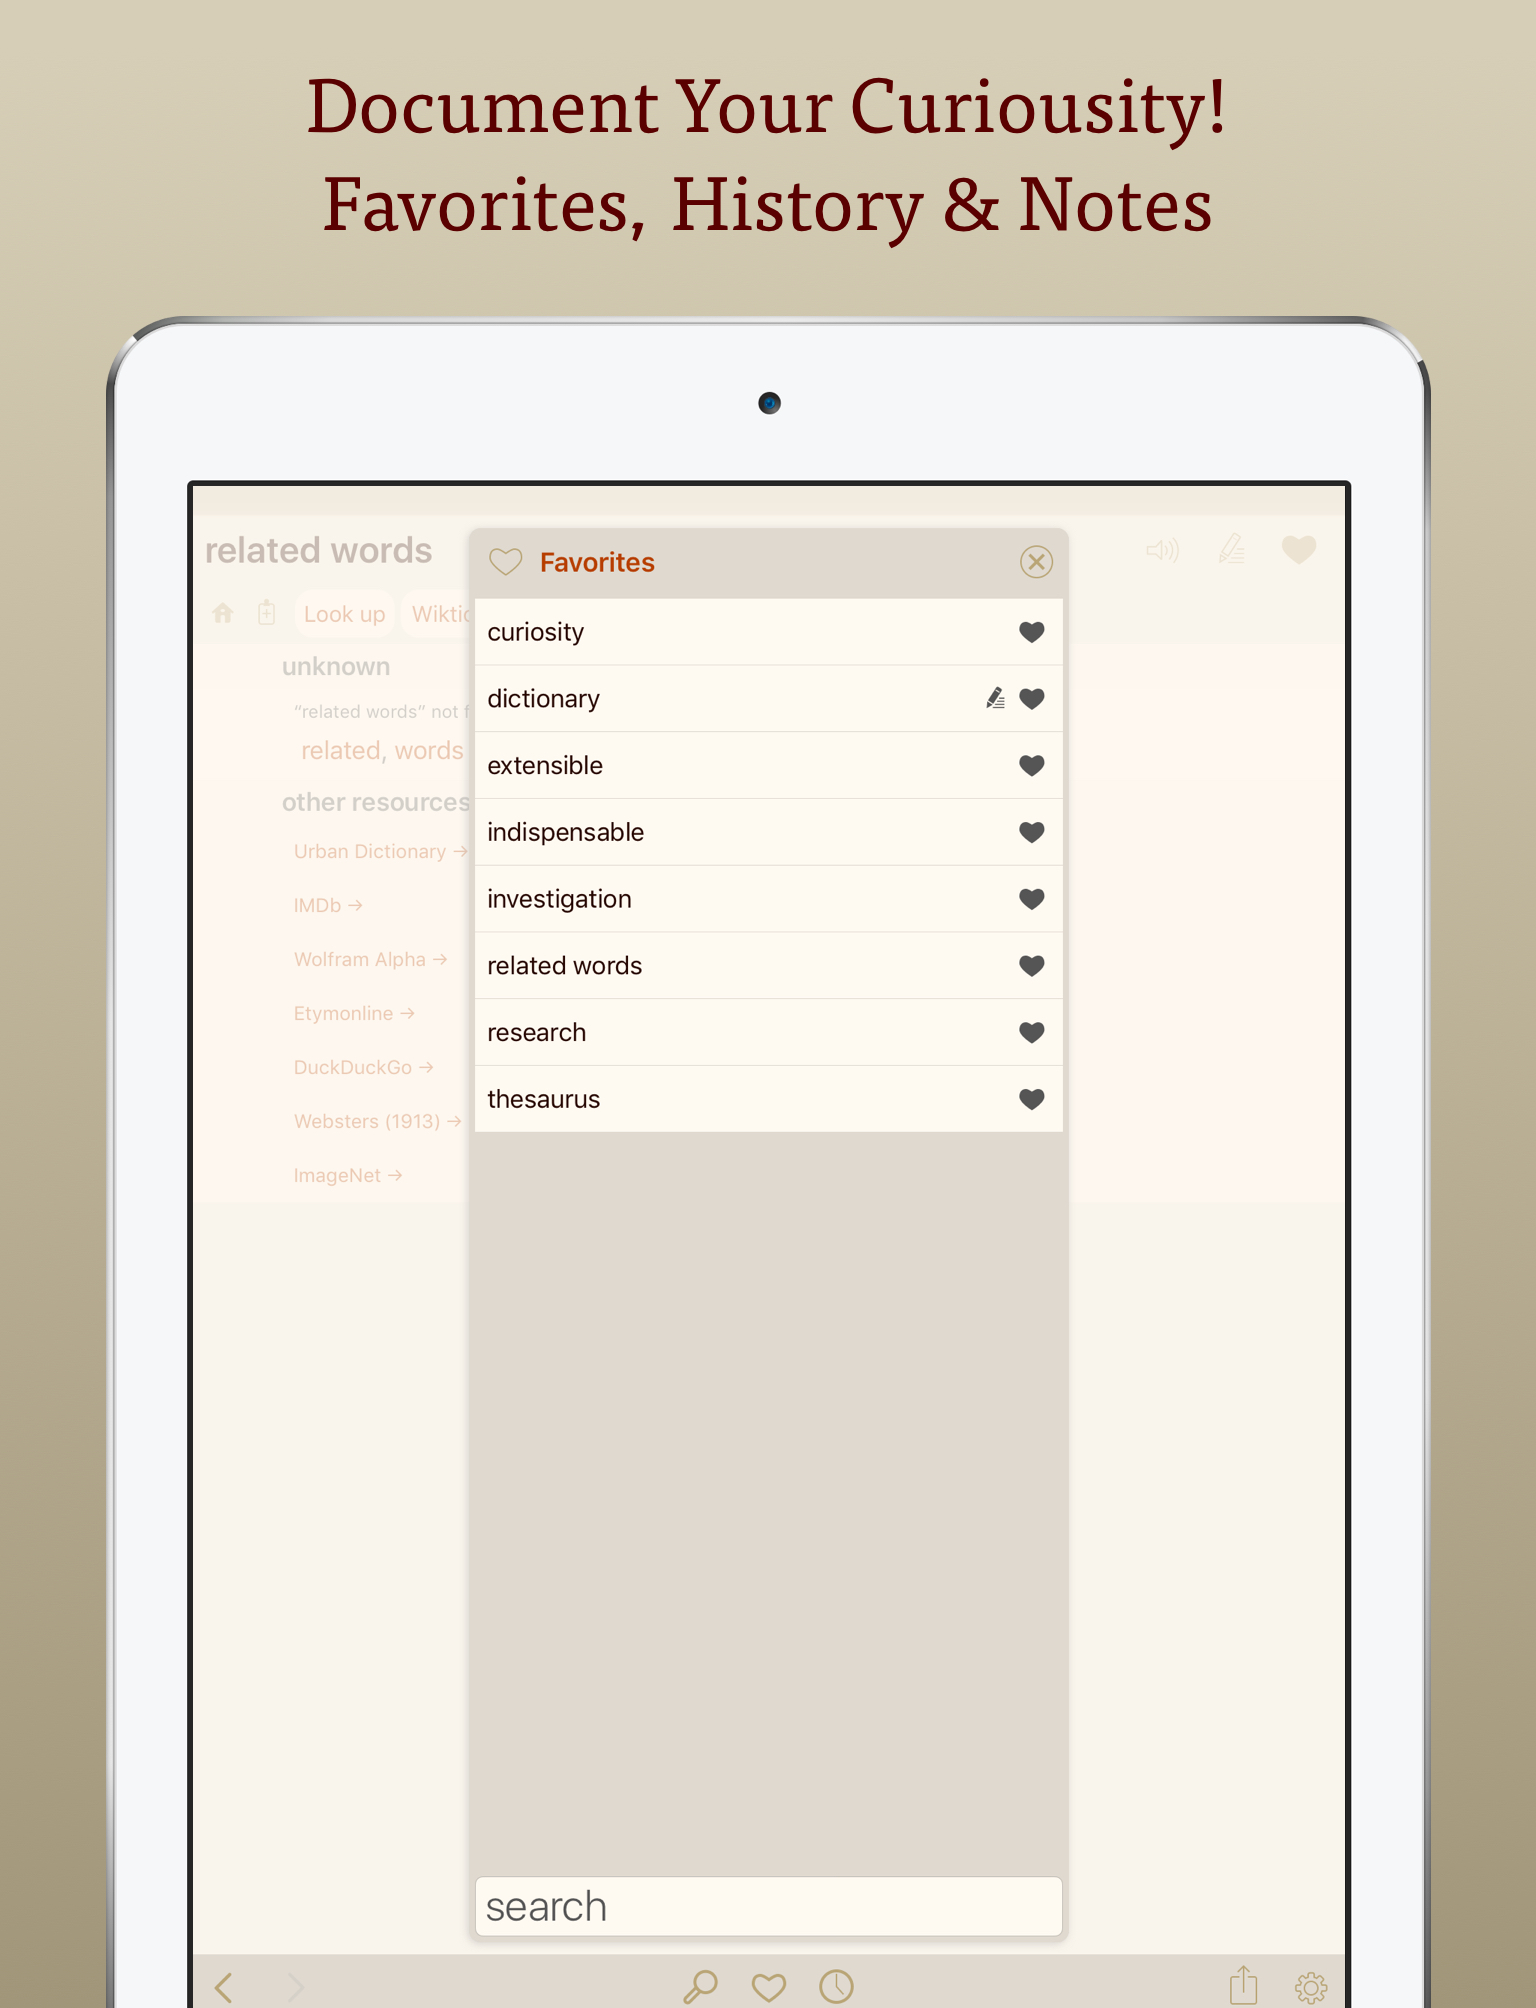 Document Your Curiousity!
Favorites, History & Notes
related words
Look up
Wiktic
unknown
“related words” not f
related, words
other resources
Urban Dictionary →
IMDb →
Wolfram Alpha →
Etymonline →
DuckDuckGo →
Websters (1913) →
ImageNet →
Favorites
curiosity
dictionary
extensible
indispensable
investigation
related words
research
thesaurus
search